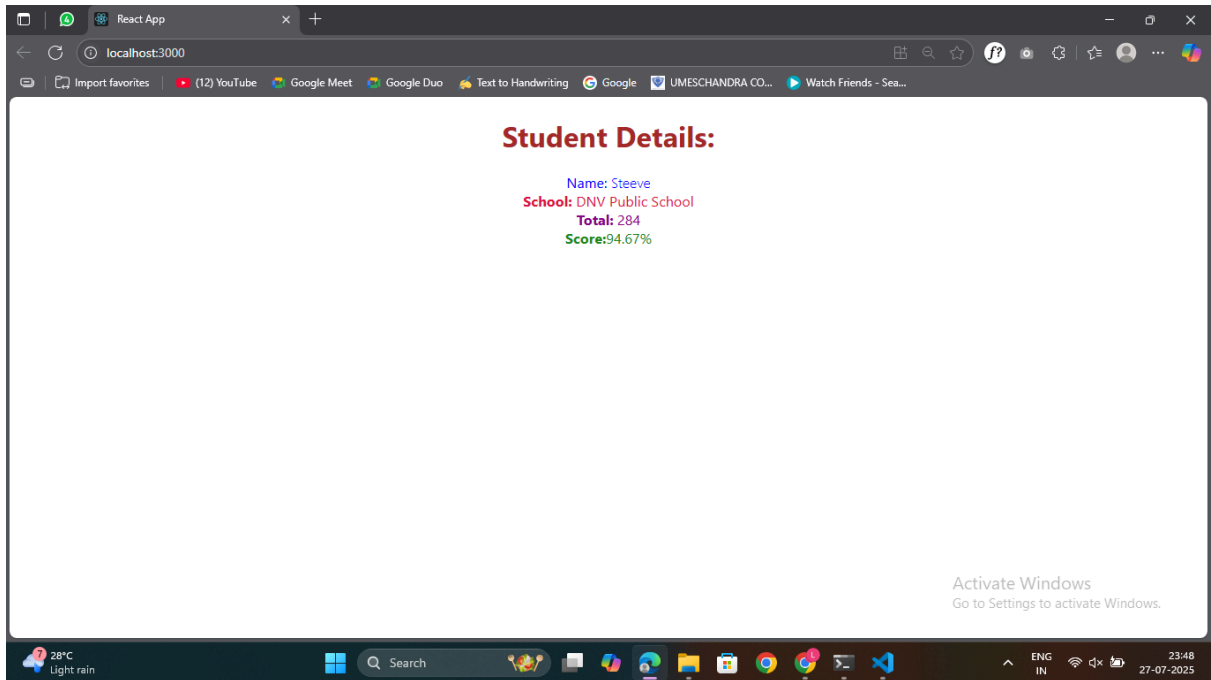 React App
localhost:3000
Import favorites (12) YouTube Google Meet Google Duo Text to Handwriting Google UMESCHANDRA CO... Watch Friends - Sea...
Student Details:
Name: Steeve
School: DNV Public School
Total: 284
Score:94.67%
Activate Windows
Go to Settings to activate Windows.
7
28°C
Light rain
Search
ENG
IN
23:48
27-07-2025